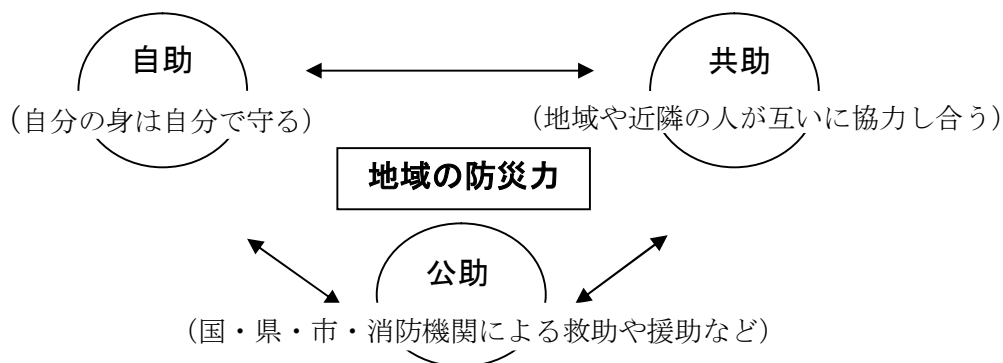 自助
共助
(自分の身は自分で守る)
(地域や近隣の人が互いに協力し合う)
地域の防災力
公助
(国・県・市・消防機関による救助や援助など)